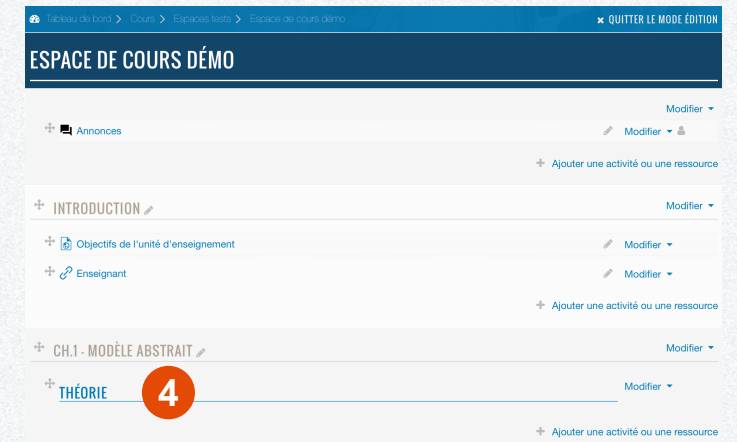 Tableau de bord > Cours > Espaces tests > Espace de cours démo
× QUITTER LE MODE ÉDITION
ESPACE DE COURS DÉMO
Modifier
Annonces
Modifier
Ajouter une activité ou une ressource
INTRODUCTION
Modifier
Objectifs de l'unité d'enseignement
Modifier
Enseignant
Modifier
Ajouter une activité ou une ressource
CH.1 - MODÈLE ABSTRAIT
Modifier
THÉORIE
4
Modifier
Ajouter une activité ou une ressource